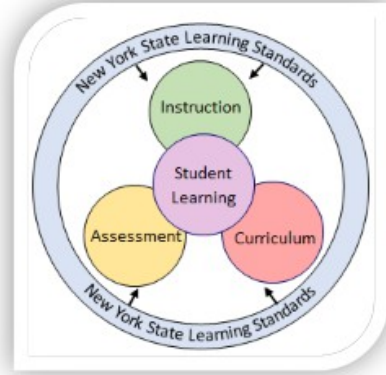 New York State Learning Standards
Instruction
Student
Learning
Assessment
Curriculum
New York State Learning Standards